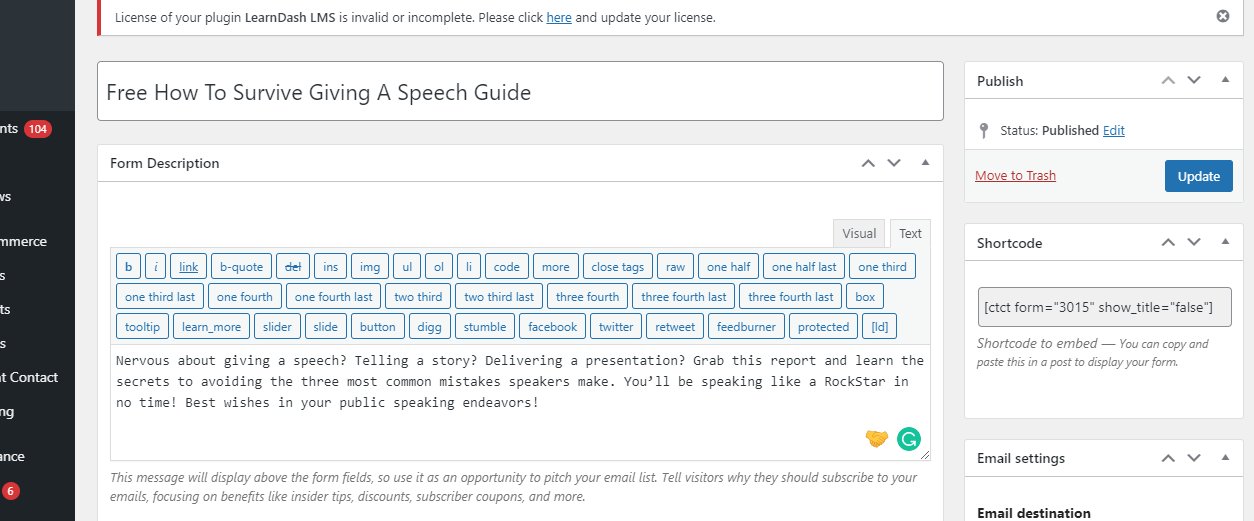 License of your plugin LearnDash LMS is invalid or incomplete. Please click here and update your license.
Free How To Survive Giving A Speech Guide
Form Description
Visual Text
b i link b-quote del ins img ul ol li code more close tags raw one half one half last one third
one third last one fourth one fourth last two third two third last three fourth three fourth last three fourth last box
tooltip learn_more slider slide button digg stumble facebook twitter retweet feedburner protected [ld]
Nervous about giving a speech? Telling a story? Delivering a presentation? Grab this report and learn the
secrets to avoiding the three most common mistakes speakers make. You’ll be speaking like a RockStar in
no time! Best wishes in your public speaking endeavors!
This message will display above the form fields, so use it as an opportunity to pitch your email list. Tell visitors why they should subscribe to your
emails, focusing on benefits like insider tips, discounts, subscriber coupons, and more.
Publish
Status: Published Edit
Move to Trash Update
Shortcode
[ctct form="3015" show_title="false"]
Shortcode to embed — You can copy and
paste this in a post to display your form.
Email settings
Email destination
nts 104
ws
mmerce
s
ts
s
t Contact
ng
ance
6